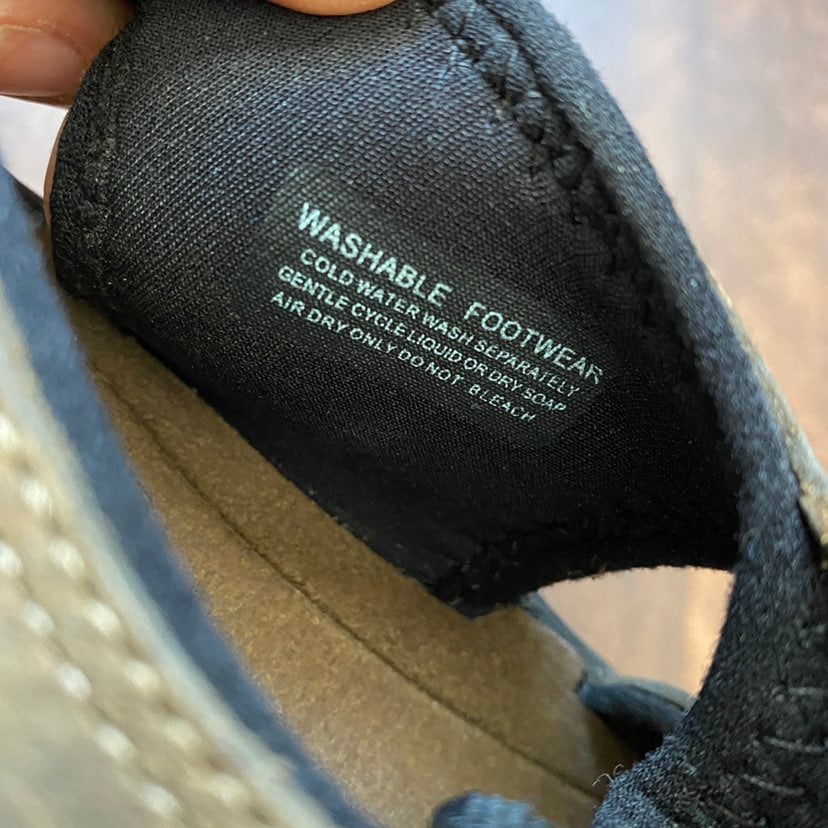 WASHABLE FOOTWEAR
COLD WATER WASH SEPARATELY
GENTLE CYCLE LIQUID OR DRY SOAP
AIR DRY ONLY DO NOT BLEACH